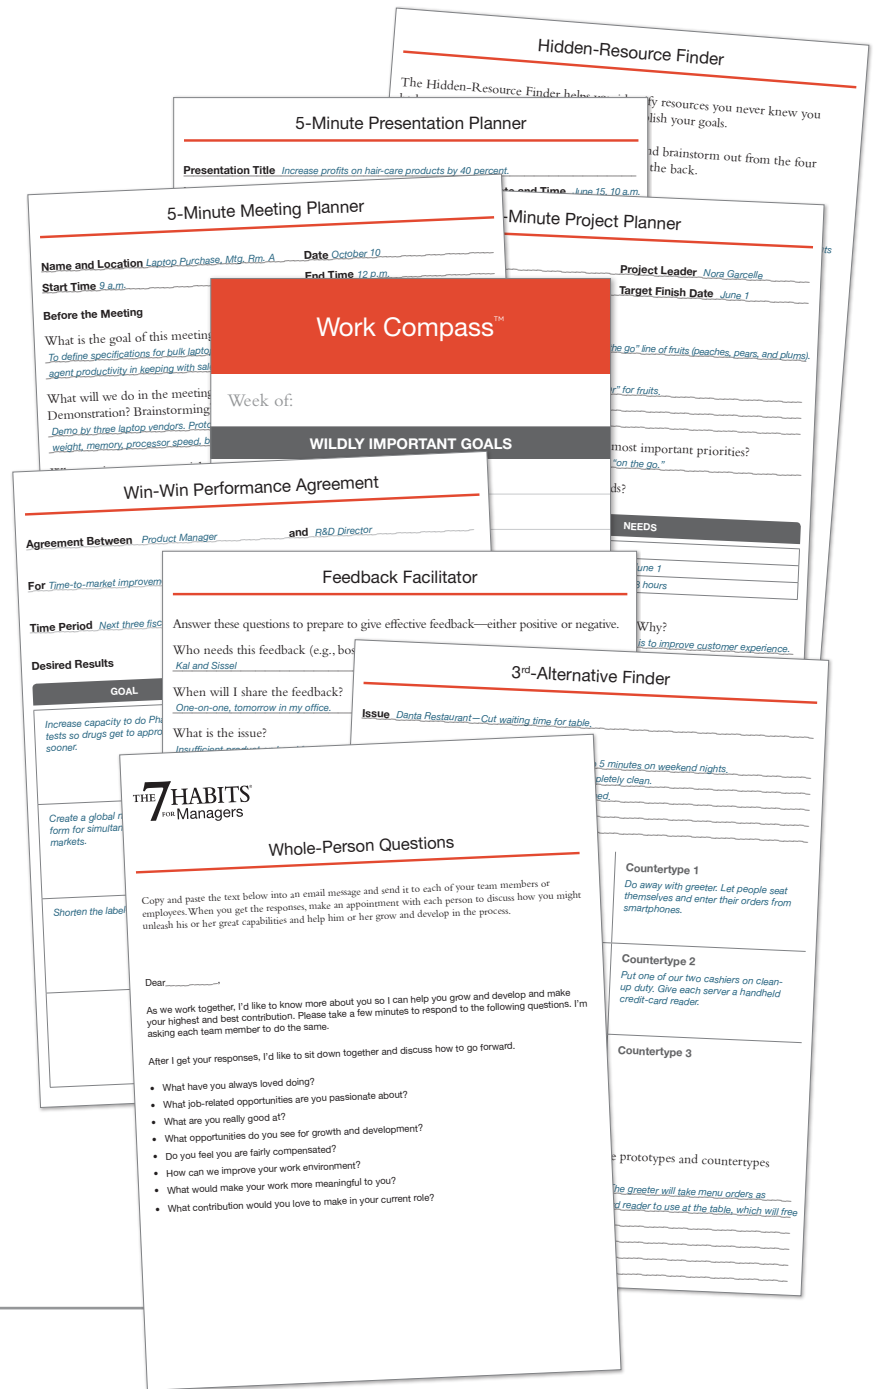 Hidden-Resource Finder
The Hidden-Resource Finder helps you identify resources you never knew you
lish your goals.
nd brainstorm out from the four
the back.
5-Minute Presentation Planner
Presentation Title Increase profits on hair-care products by 40 percent.
and Time June 15, 10 a.m.
5-Minute Meeting Planner
Name and Location Laptop Purchase, Mtg. Rm. A Date October 10
Start Time 9 a.m. End Time 12 p.m.
Before the Meeting
What is the goal of this meeting
To define specifications for bulk lapto
agent productivity in keeping with sal
What will we do in the meeting
Demonstration? Brainstorming
Demo by three laptop vendors. Proto
weight, memory, processor speed, b
-Minute Project Planner
Project Leader Nora Garcelle
Target Finish Date June 1
the go” line of fruits (peaches, pears, and plums).
r” for fruits.
most important priorities?
“on the go.”
ds?
NEEDS
une 1
hours
Why?
is to improve customer experience.
Work Compass™
Week of:
WILDLY IMPORTANT GOALS
Win-Win Performance Agreement
Agreement Between Product Manager and R&D Director
For Time-to-market improvem
Time Period Next three fisc
Desired Results
GOAL
Increase capacity to do Pha
tests so drugs get to appro
sooner.
Create a global n
form for simultan
markets.
Shorten the label
Feedback Facilitator
Answer these questions to prepare to give effective feedback—either positive or negative.
Who needs this feedback (e.g., bos
Kal and Sissel
When will I share the feedback?
One-on-one, tomorrow in my office.
What is the issue?
Insufficient product
3rd-Alternative Finder
Issue Danta Restaurant—Cut waiting time for table.
5 minutes on weekend nights.
pletely clean.
ed.
Countertype 1
Do away with greeter. Let people seat
themselves and enter their orders from
smartphones.
Countertype 2
Put one of our two cashiers on clean-
up duty. Give each server a handheld
credit-card reader.
Countertype 3
e prototypes and countertypes
The greeter will take menu orders as
d reader to use at the table, which will free
THE 7 HABITS®
FOR Managers
Whole-Person Questions
Copy and paste the text below into an email message and send it to each of your team members or
employees. When you get the responses, make an appointment with each person to discuss how you might
unleash his or her great capabilities and help him or her grow and develop in the process.
Dear__________,
As we work together, I’d like to know more about you so I can help you grow and develop and make
your highest and best contribution. Please take a few minutes to respond to the following questions. I’m
asking each team member to do the same.
After I get your responses, I’d like to sit down together and discuss how to go forward.
• What have you always loved doing?
• What job-related opportunities are you passionate about?
• What are you really good at?
• What opportunities do you see for growth and development?
• Do you feel you are fairly compensated?
• How can we improve your work environment?
• What would make your work more meaningful to you?
• What contribution would you love to make in your current role?